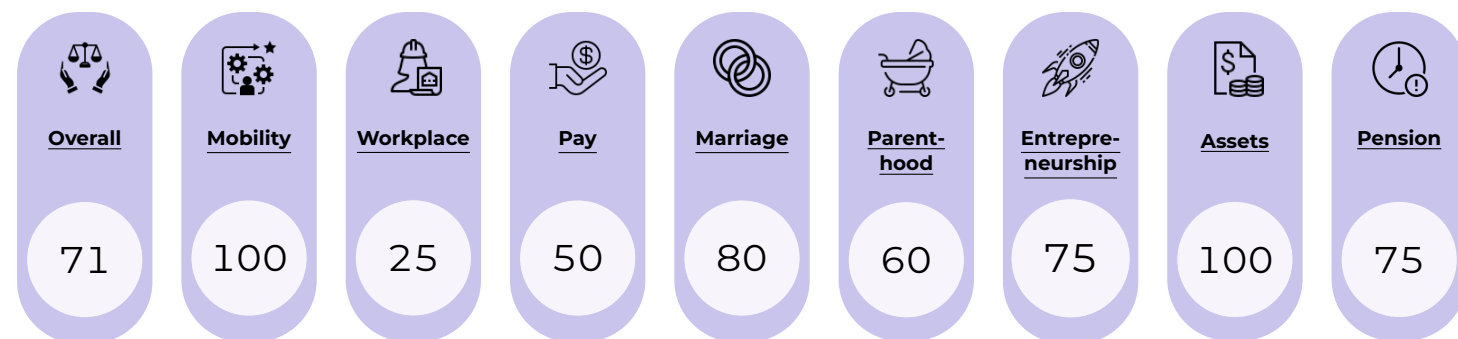 Overall
Mobility
Workplace
Pay
Marriage
Parent-
hood
Entrepre-
neurship
Assets
Pension
71
100
25
50
80
60
75
100
75